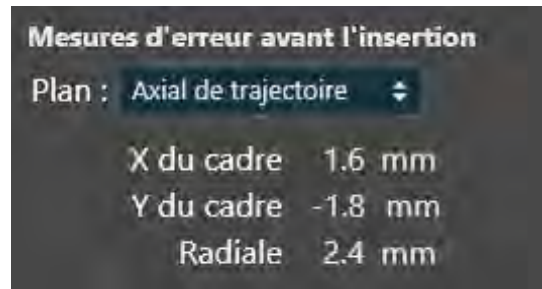 Mesures d'erreur avant l'insertion
Plan : Axial de trajectoire
X du cadre 1.6 mm
Y du cadre -1.8 mm
Radiale 2.4 mm